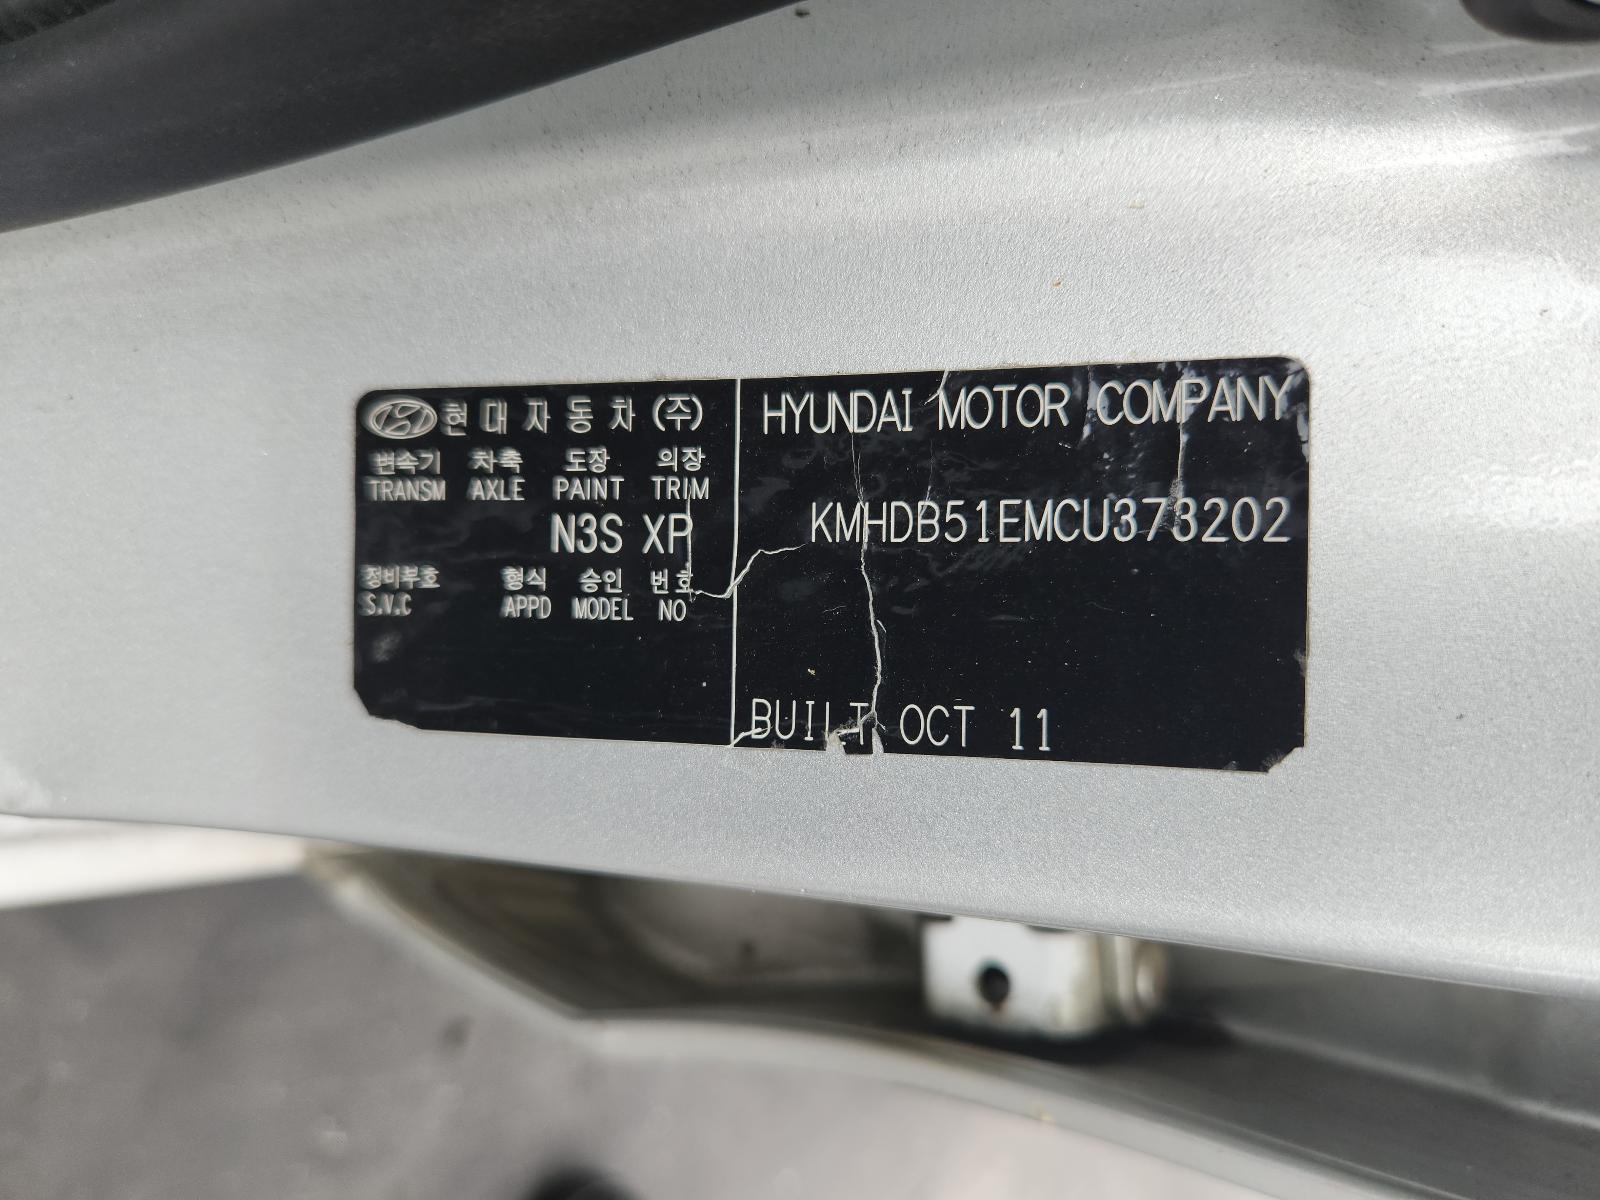 현대자동차 (주)
변속기 차축 도장 의장
TRANSM AXLE PAINT TRIM
N3S XP
정비부호 형식 승인 번호
S.V.C APPD MODEL NO
HYUNDAI MOTOR COMPANY
KMHDB51EMCU373202
BUILT OCT 11